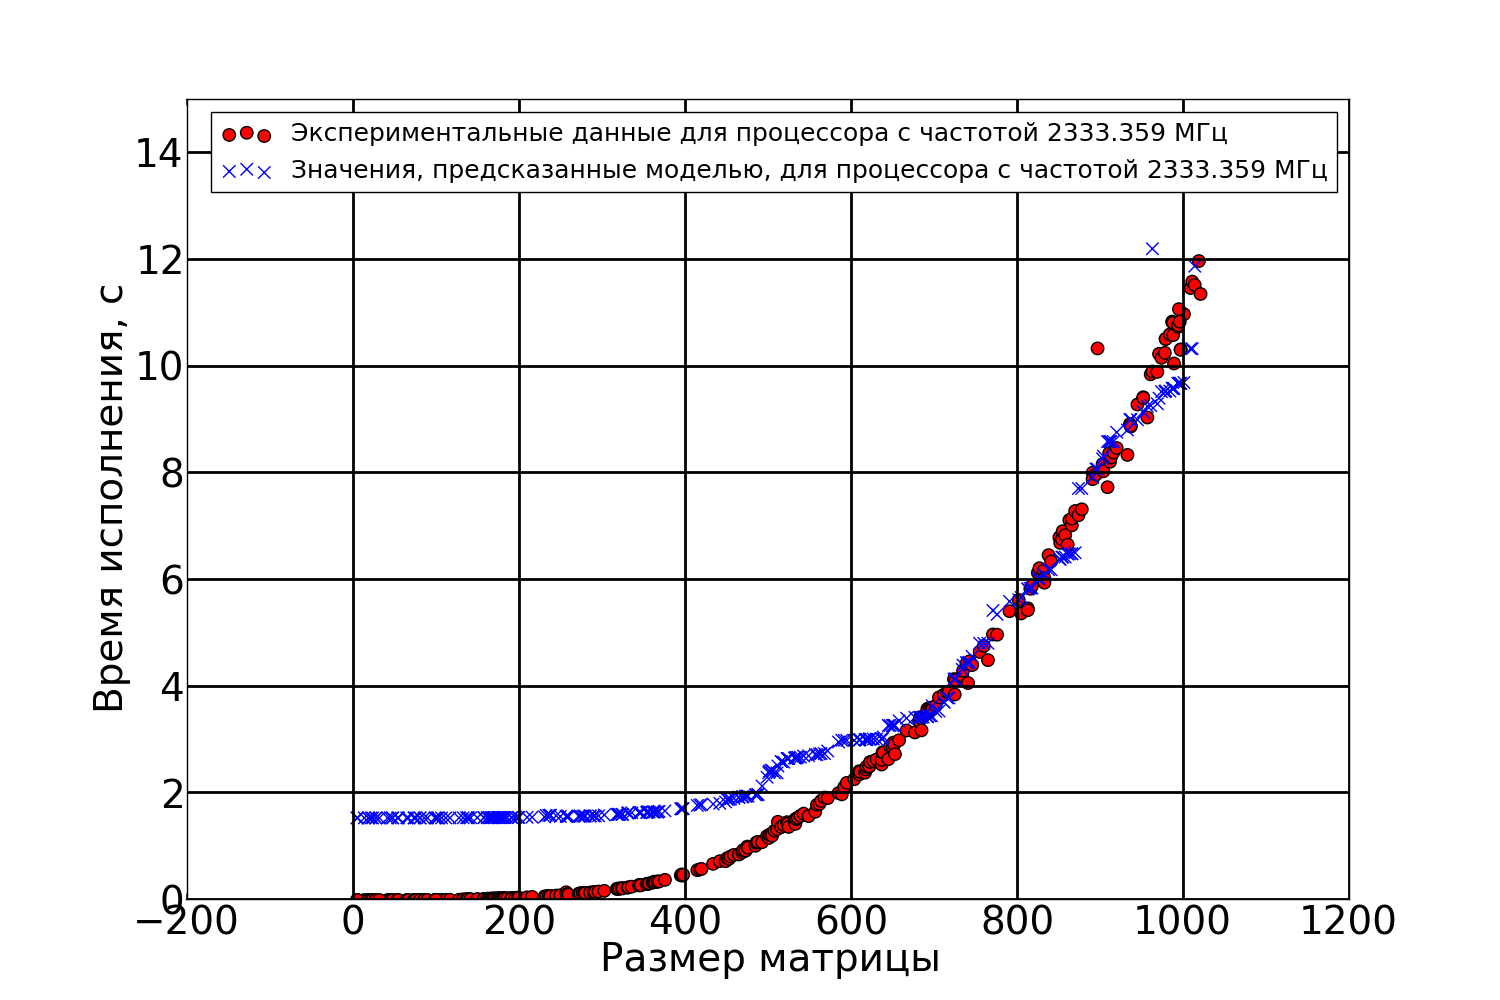 Экспериментальные данные для процессора с частотой 2333.359 МГц
Значения, предсказанные моделью, для процессора с частотой 2333.359 МГц
14
12
10
8
6
4
2
0
Время исполнения, с
−200 0 200 400 600 800 1000 1200
Размер матрицы